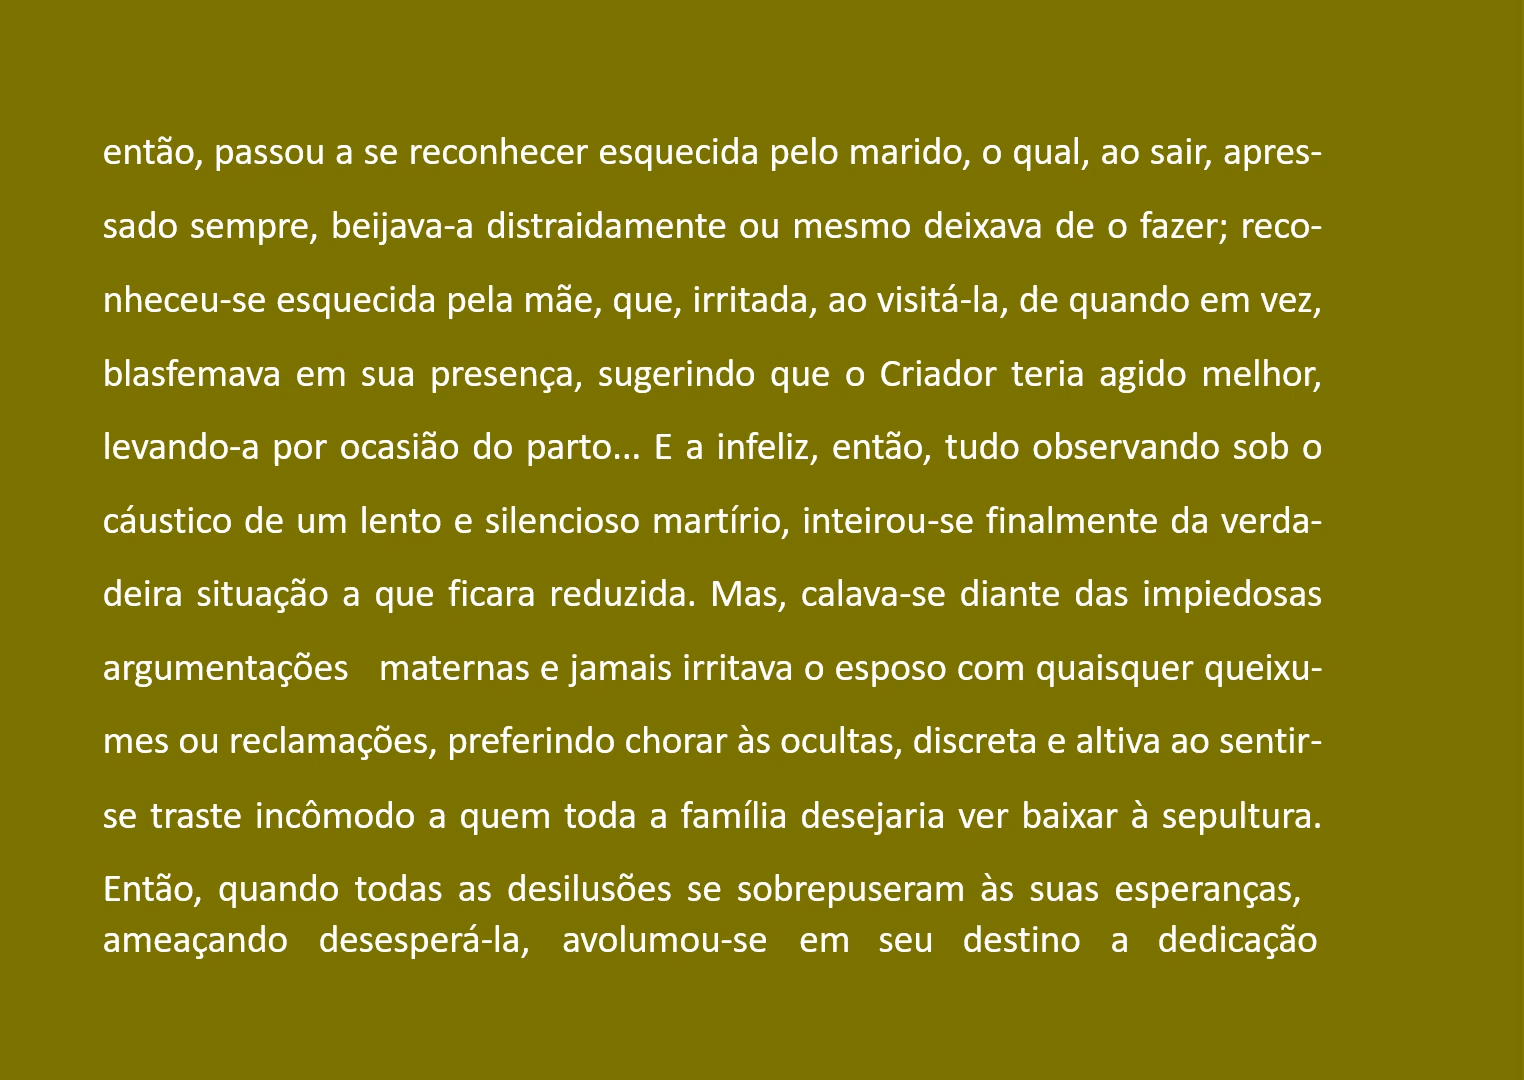 então, passou a se reconhecer esquecida pelo marido, o qual, ao sair, apres-
sado sempre, beijava-a distraidamente ou mesmo deixava de o fazer; reco-
nheceu-se esquecida pela mãe, que, irritada, ao visitá-la, de quando em vez,
blasfemava em sua presença, sugerindo que o Criador teria agido melhor,
levando-a por ocasião do parto... E a infeliz, então, tudo observando sob o
cáustico de um lento e silencioso martírio, inteirou-se finalmente da verda-
deira situação a que ficara reduzida. Mas, calava-se diante das impiedosas
argumentações maternas e jamais irritava o esposo com quaisquer queixu-
mes ou reclamações, preferindo chorar às ocultas, discreta e altiva ao sentir-
se traste incômodo a quem toda a família desejaria ver baixar à sepultura.
Então, quando todas as desilusões se sobrepuseram às suas esperanças,
ameaçando desesperá-la, avolumou-se em seu destino a dedicação